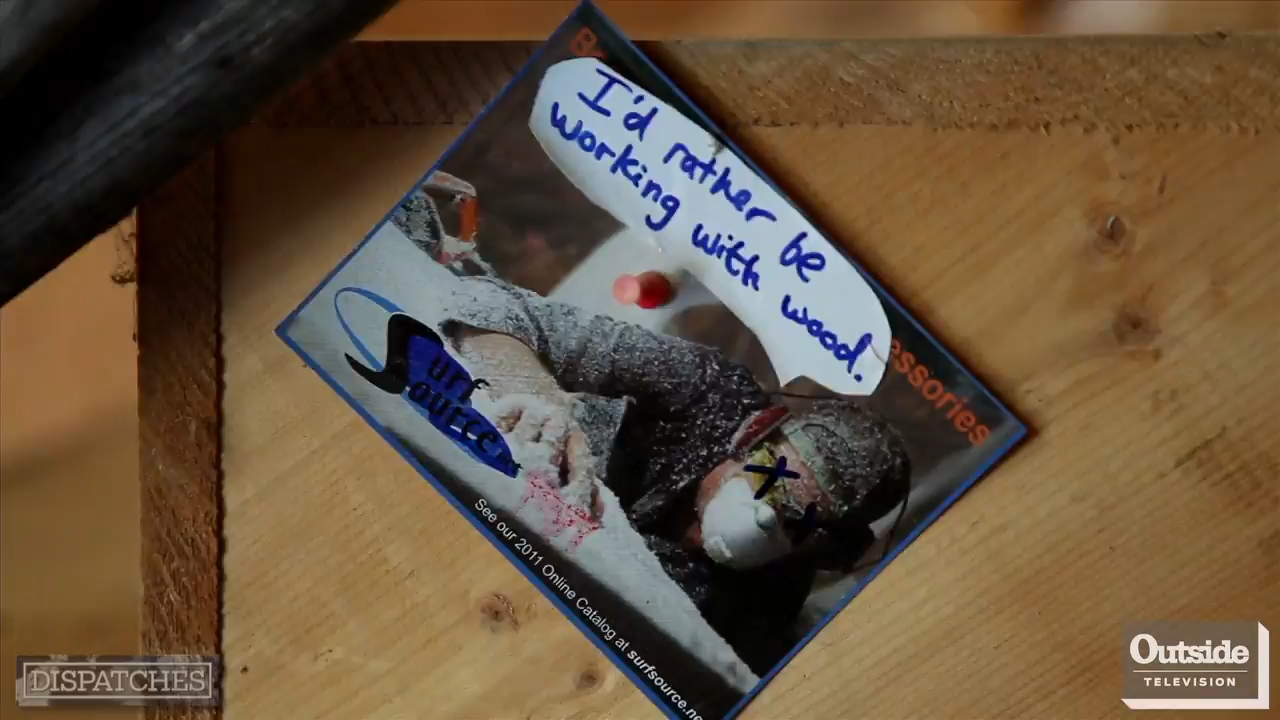 I'd rather be
working with wood.
essories
Surf
Source
See our 2011 Online Catalog at surfsource.ne
DISPATCHES
Outside
TELEVISION